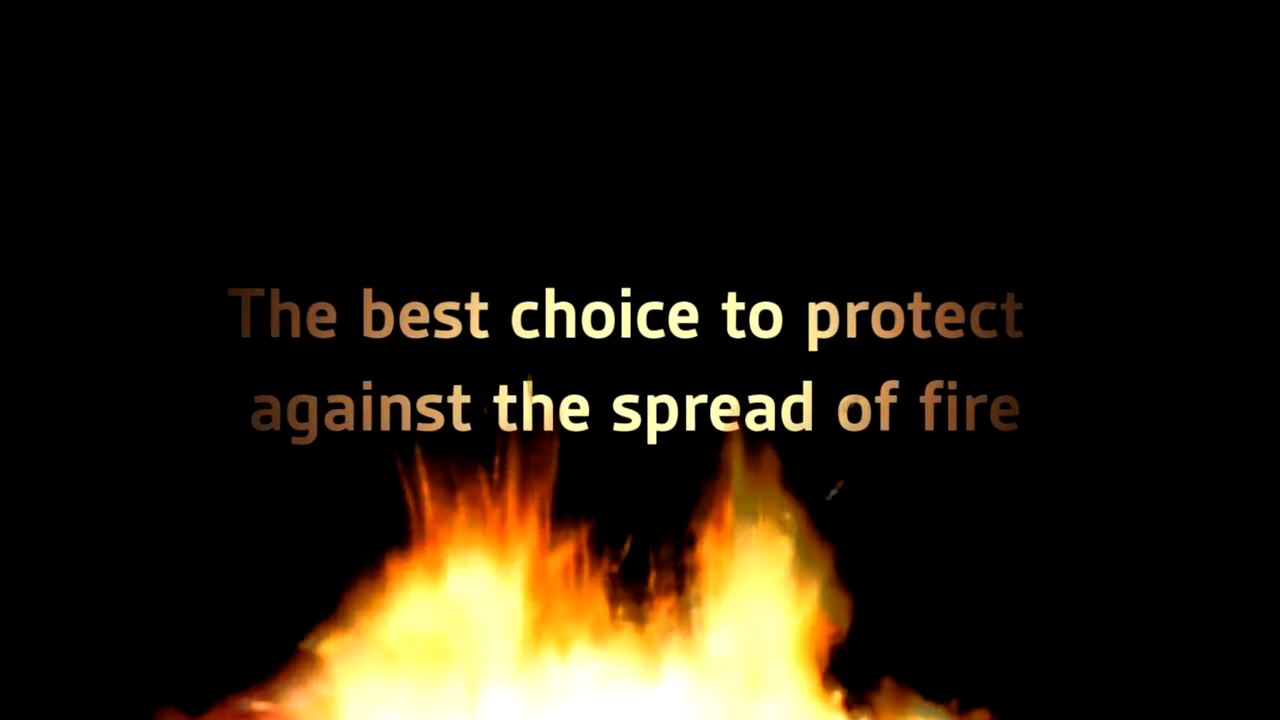 The best choice to protect
against the spread of fire